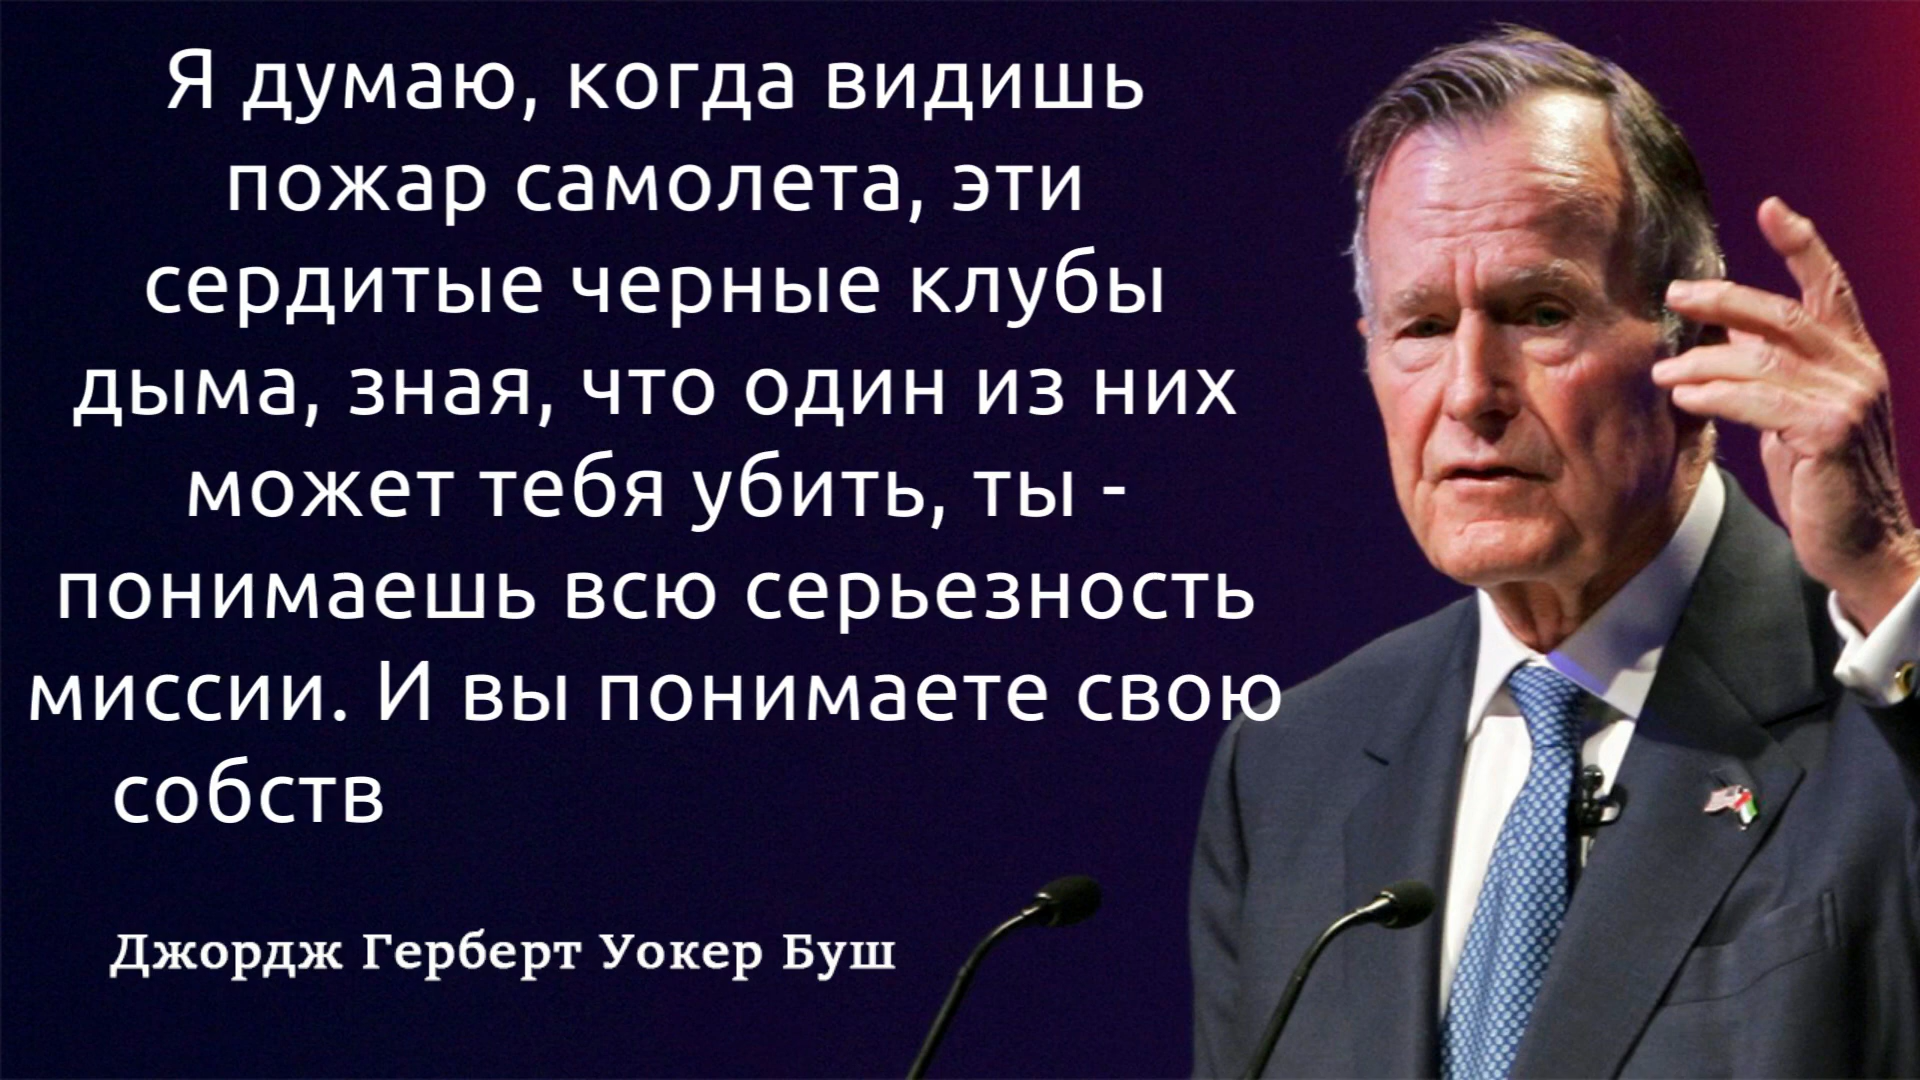 Я думаю, когда видишь
пожар самолета, эти
сердитые черные клубы
дыма, зная, что один из них
может тебя убить, ты -
понимаешь всю серьезность
миссии. И вы понимаете свою
собств
Джордж Герберт Уокер Буш